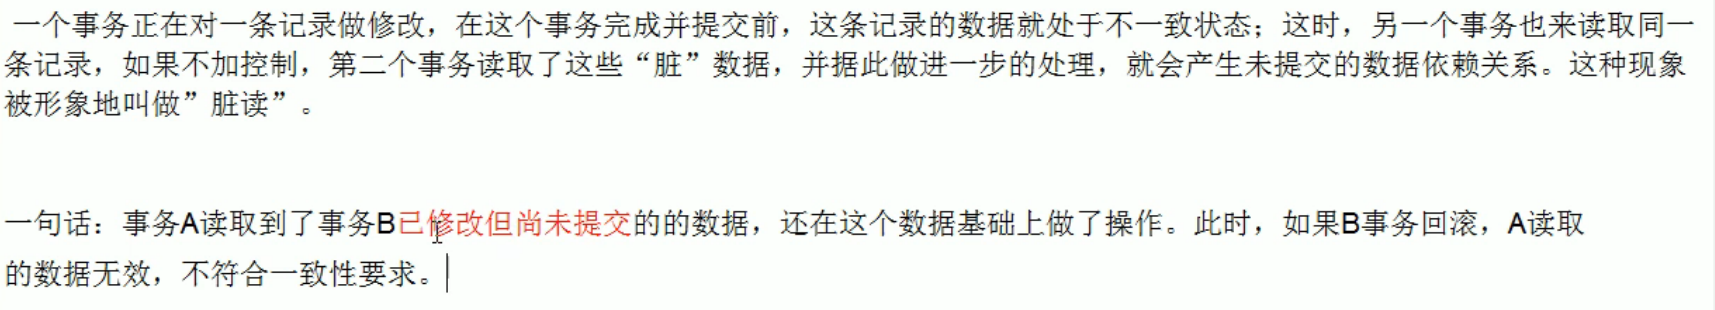 一个事务正在对一条记录做修改，在这个事务完成并提交前，这条记录的数据就处于不一致状态；这时，另一个事务也来读取同一
条记录，如果不加控制，第二个事务读取了这些“脏”数据，并据此做进一步的处理，就会产生未提交的数据依赖关系。这种现象
被形象地叫做”脏读”。
一句话：事务A读取到了事务B已修改但尚未提交的的数据，还在这个数据基础上做了操作。此时，如果B事务回滚，A读取
的数据无效，不符合一致性要求。